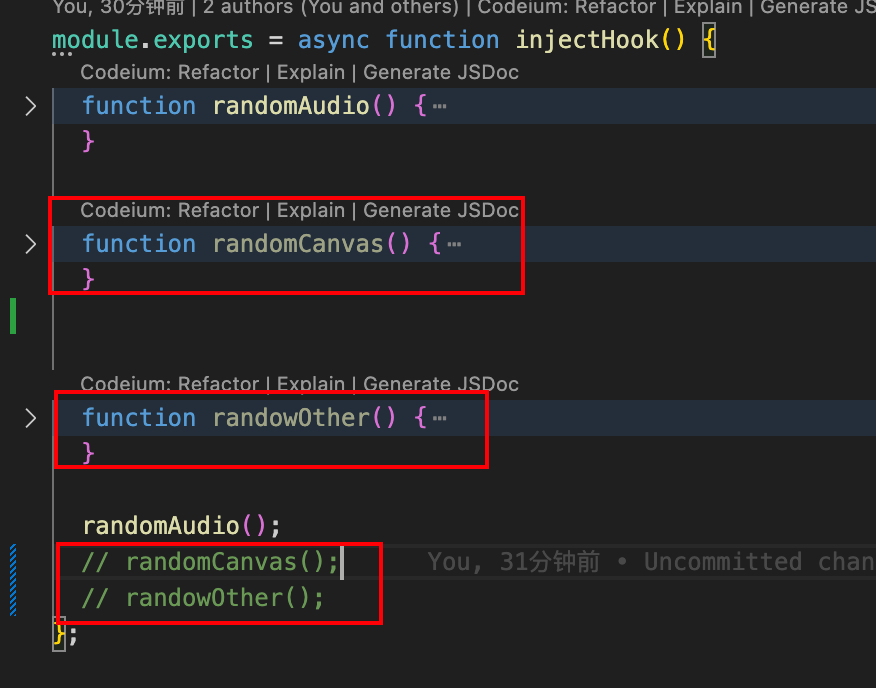 You, 30分钟前 | 2 authors (You and others) | Codeium: Refactor | Explain | Generate JS
module.exports = async function injectHook() {
Codeium: Refactor | Explain | Generate JSDoc
function randomAudio() {⋯
}
Codeium: Refactor | Explain | Generate JSDoc
function randomCanvas() {⋯
}
Codeium: Refactor | Explain | Generate JSDoc
function randowOther() {⋯
}
randomAudio();
// randomCanvas(); You, 31分钟前 • Uncommitted chan
// randowOther();
};